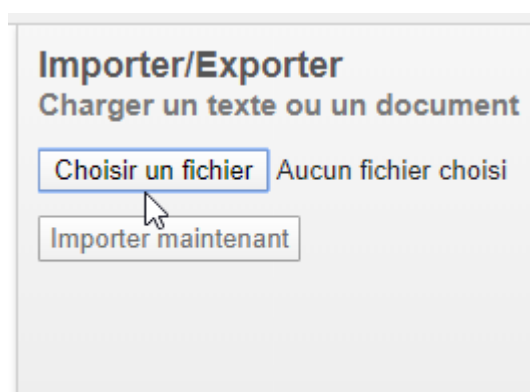 Importer/Exporter
Charger un texte ou un document
Choisir un fichier Aucun fichier choisi
Importer maintenant